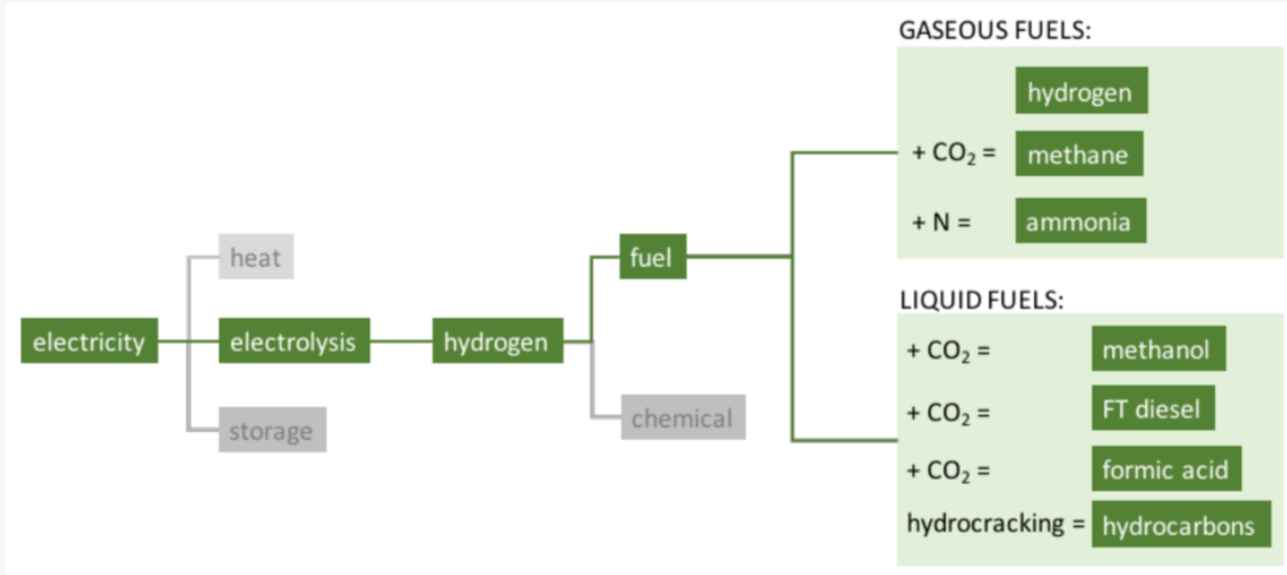 GASEOUS FUELS:
hydrogen
+ CO₂ = methane
+ N = ammonia
heat
fuel
electricity
electrolysis
hydrogen
storage
chemical
LIQUID FUELS:
+ CO₂ = methanol
+ CO₂ = FT diesel
+ CO₂ = formic acid
hydrocracking = hydrocarbons